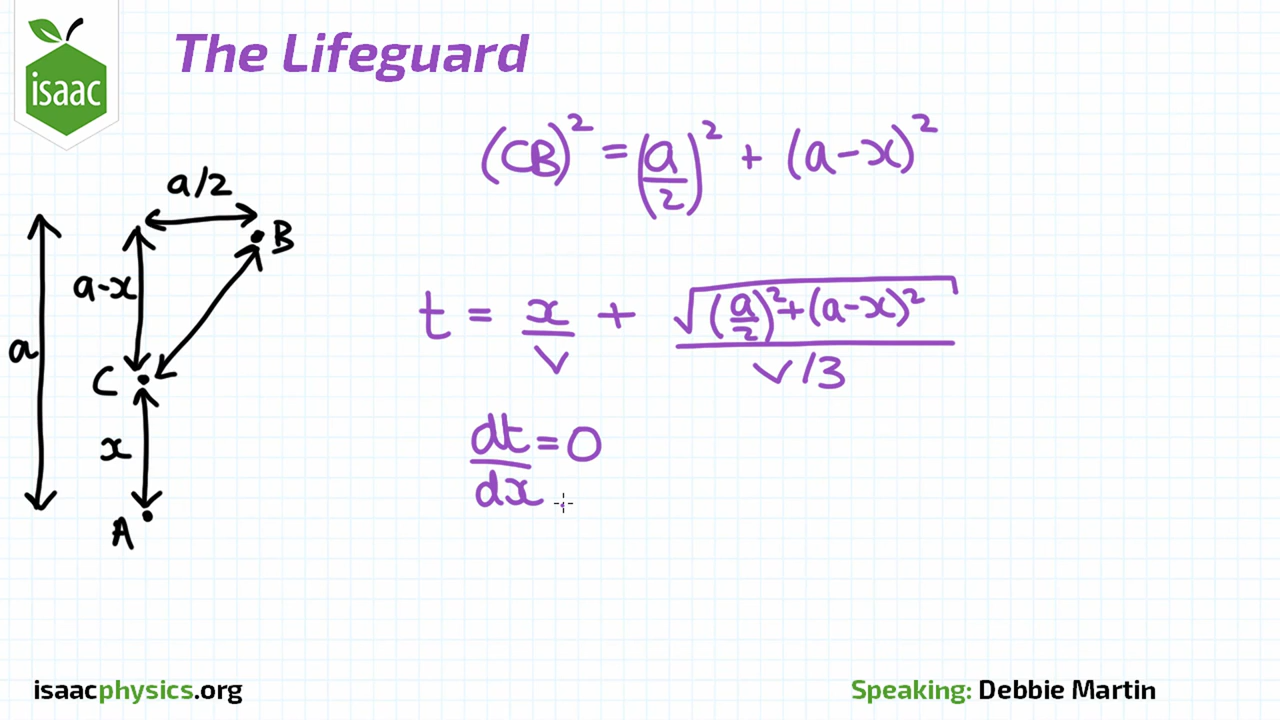 The Lifeguard
isaac
(CB)² = (a/2)² + (a-x)²
a/2
B
a-x
a
C
x
A
t = x/v + √((a/2)²+(a-x)²)/(v/3)
dt/dx = 0
isaacphysics.org
Speaking: Debbie Martin